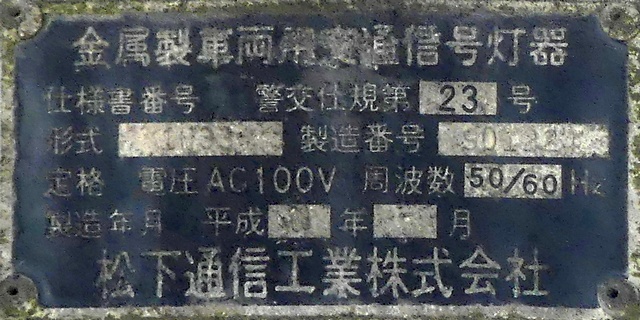 金属製車両用交通信号灯器
仕様書番号 警交仕規第 23 号
形式 製造番号
定格 電圧 AC100V 周波数 50/60 Hz
製造年月 平成 年 月
松下通信工業株式会社